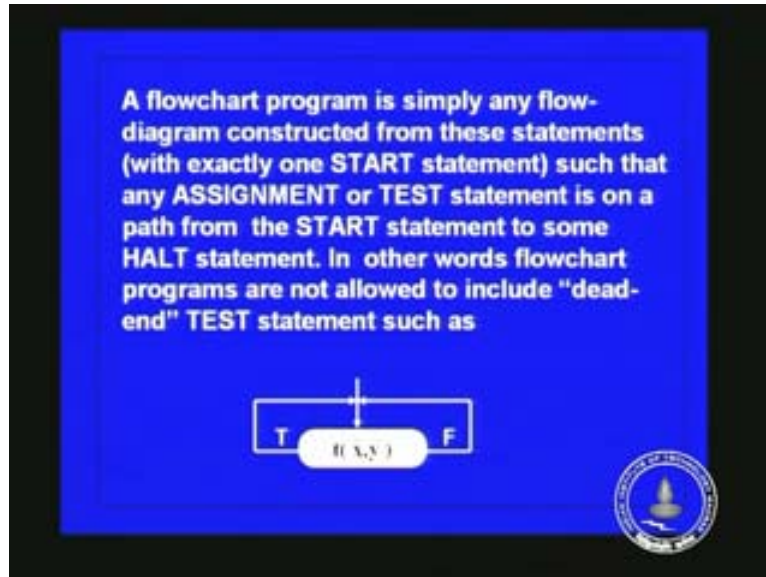 A flowchart program is simply any flow-
diagram constructed from these statements
(with exactly one START statement) such that
any ASSIGNMENT or TEST statement is on a
path from the START statement to some
HALT statement. In other words flowchart
programs are not allowed to include “dead-
end” TEST statement such as
T
F
t( x,y )